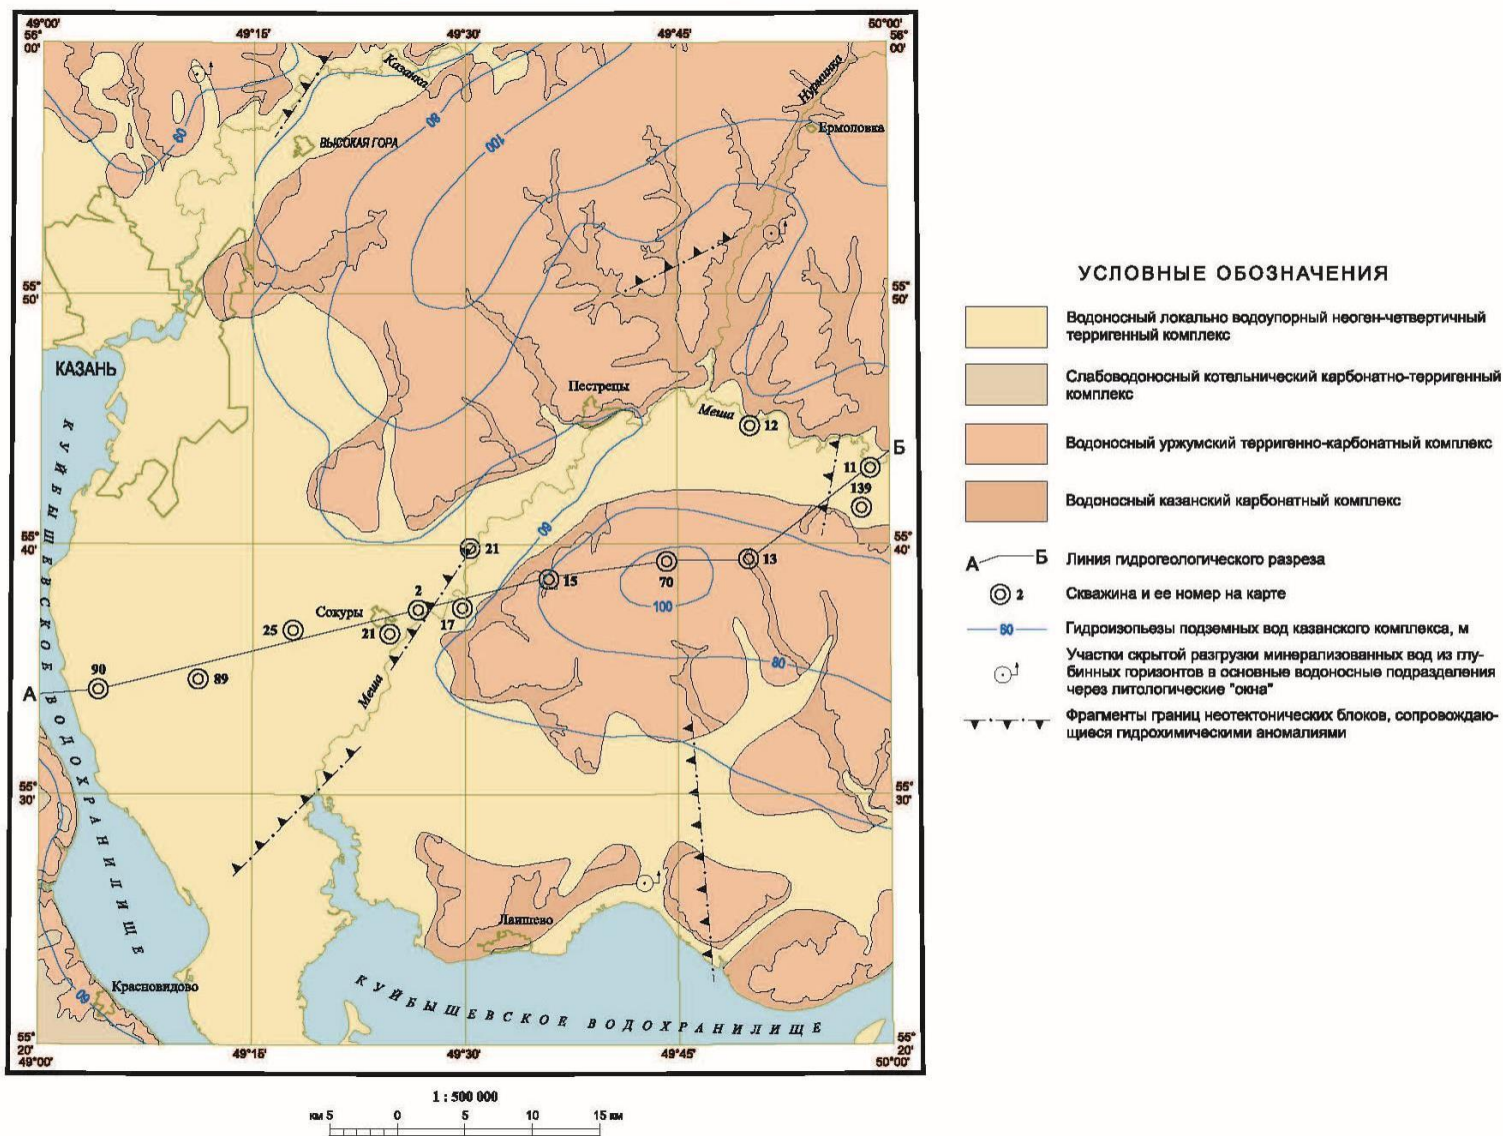 49°00'
49°15'
49°30'
49°45'
50°00'
56°
00'
56°
00'
Казанка
Нурминка
80
100
Ермоловка
ВЫСОКАЯ ГОРА
60
55°
50'
55°
50'
КАЗАНЬ
Пестрецы
Меша
12
Б
11
139
КУЙБЫШЕВСКОЕ ВОДОХРАНИЛИЩЕ
60
55°
40'
55°
40'
21
13
15
70
100
2
Сокуры
25
21
17
80
90
89
А
Меша
55°
30'
55°
30'
Лаишево
Красновидово
60
КУЙБЫШЕВСКОЕ ВОДОХРАНИЛИЩЕ
55°
20'
55°
20'
49°00'
49°15'
49°30'
49°45'
50°00'
1 : 500 000
км 5 0 5 10 15 км
УСЛОВНЫЕ ОБОЗНАЧЕНИЯ
Водоносный локально водоупорный неоген-четвертичный
терригенный комплекс
Слабоводоносный котельнический карбонатно-терригенный
комплекс
Водоносный уржумский терригенно-карбонатный комплекс
Водоносный казанский карбонатный комплекс
А Б Линия гидрогеологического разреза
2 Скважина и ее номер на карте
80 Гидроизопьезы подземных вод казанского комплекса, м
Участки скрытой разгрузки минерализованных вод из глу-
бинных горизонтов в основные водоносные подразделения
через литологические "окна"
Фрагменты границ неотектонических блоков, сопровождаю-
щиеся гидрохимическими аномалиями